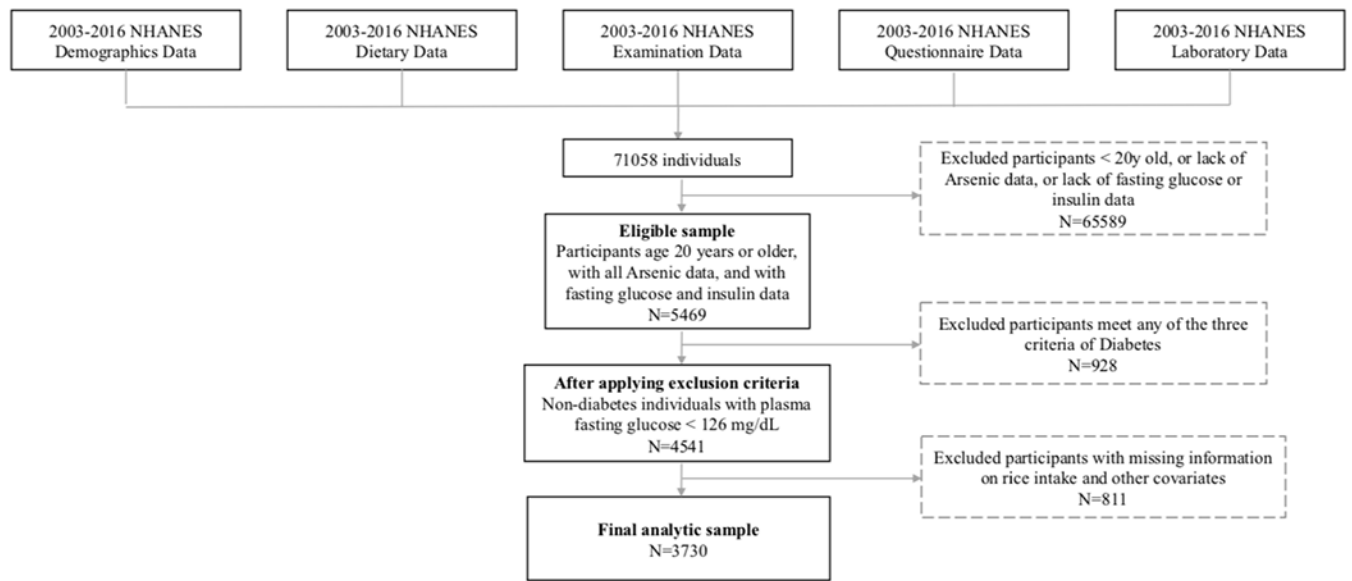 2003-2016 NHANES
Demographics Data
2003-2016 NHANES
Dietary Data
2003-2016 NHANES
Examination Data
2003-2016 NHANES
Questionnaire Data
2003-2016 NHANES
Laboratory Data
71058 individuals
Excluded participants < 20y old, or lack of
Arsenic data, or lack of fasting glucose or
insulin data
N=65589
Eligible sample
Participants age 20 years or older,
with all Arsenic data, and with
fasting glucose and insulin data
N=5469
Excluded participants meet any of the three
criteria of Diabetes
N=928
After applying exclusion criteria
Non-diabetes individuals with plasma
fasting glucose < 126 mg/dL
N=4541
Excluded participants with missing information
on rice intake and other covariates
N=811
Final analytic sample
N=3730